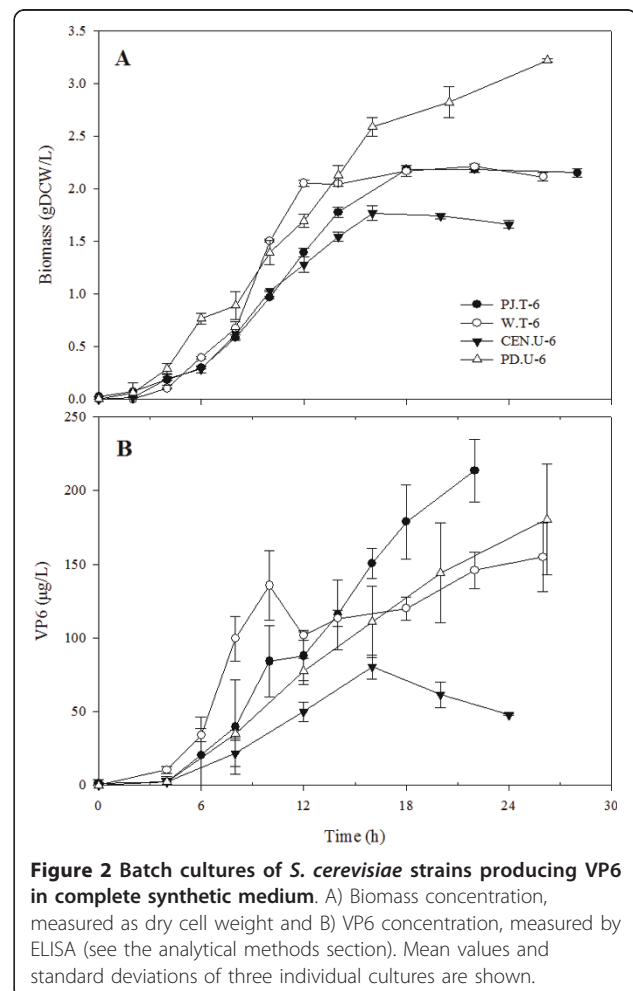 A
3.5
3.0
2.5
2.0
1.5
1.0
0.5
0.0
Biomass (gDCW/L)
PJ.T-6
W.T-6
CEN.U-6
PD.U-6
B
250
200
150
100
50
0
VP6 (µg/L)
0 6 12 18 24 30
Time (h)
Figure 2 Batch cultures of S. cerevisiae strains producing VP6
in complete synthetic medium. A) Biomass concentration,
measured as dry cell weight and B) VP6 concentration, measured by
ELISA (see the analytical methods section). Mean values and
standard deviations of three individual cultures are shown.